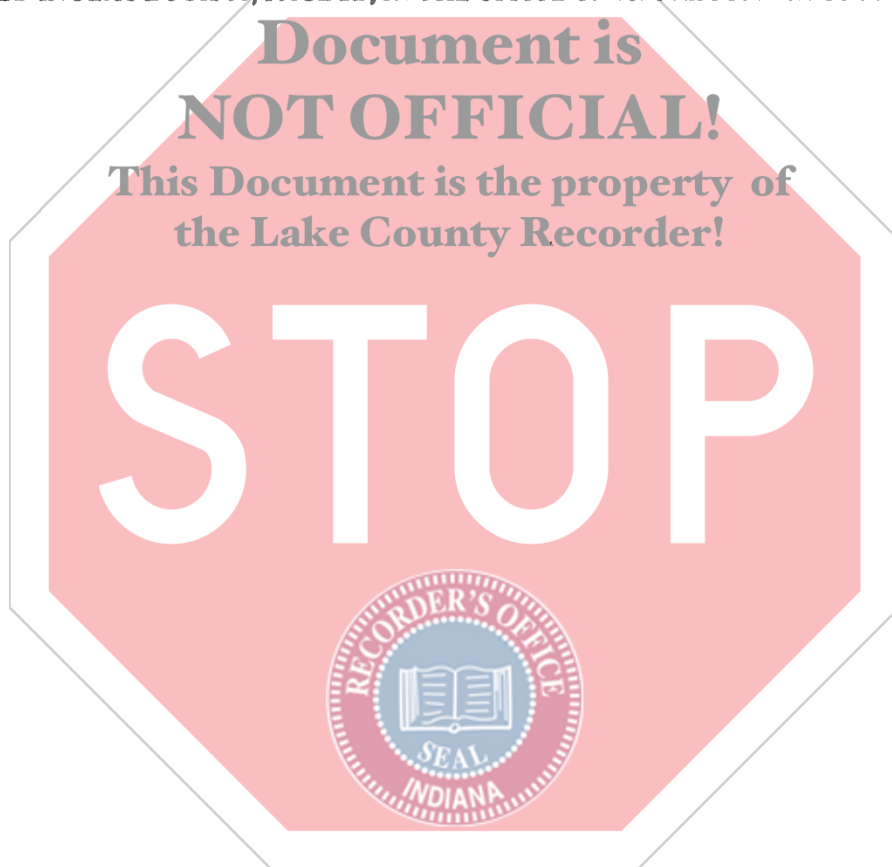 Document is
NOT OFFICIAL!
This Document is the property of
the Lake County Recorder!
STOP
RECORDER'S OFFICE
SEAL
INDIANA